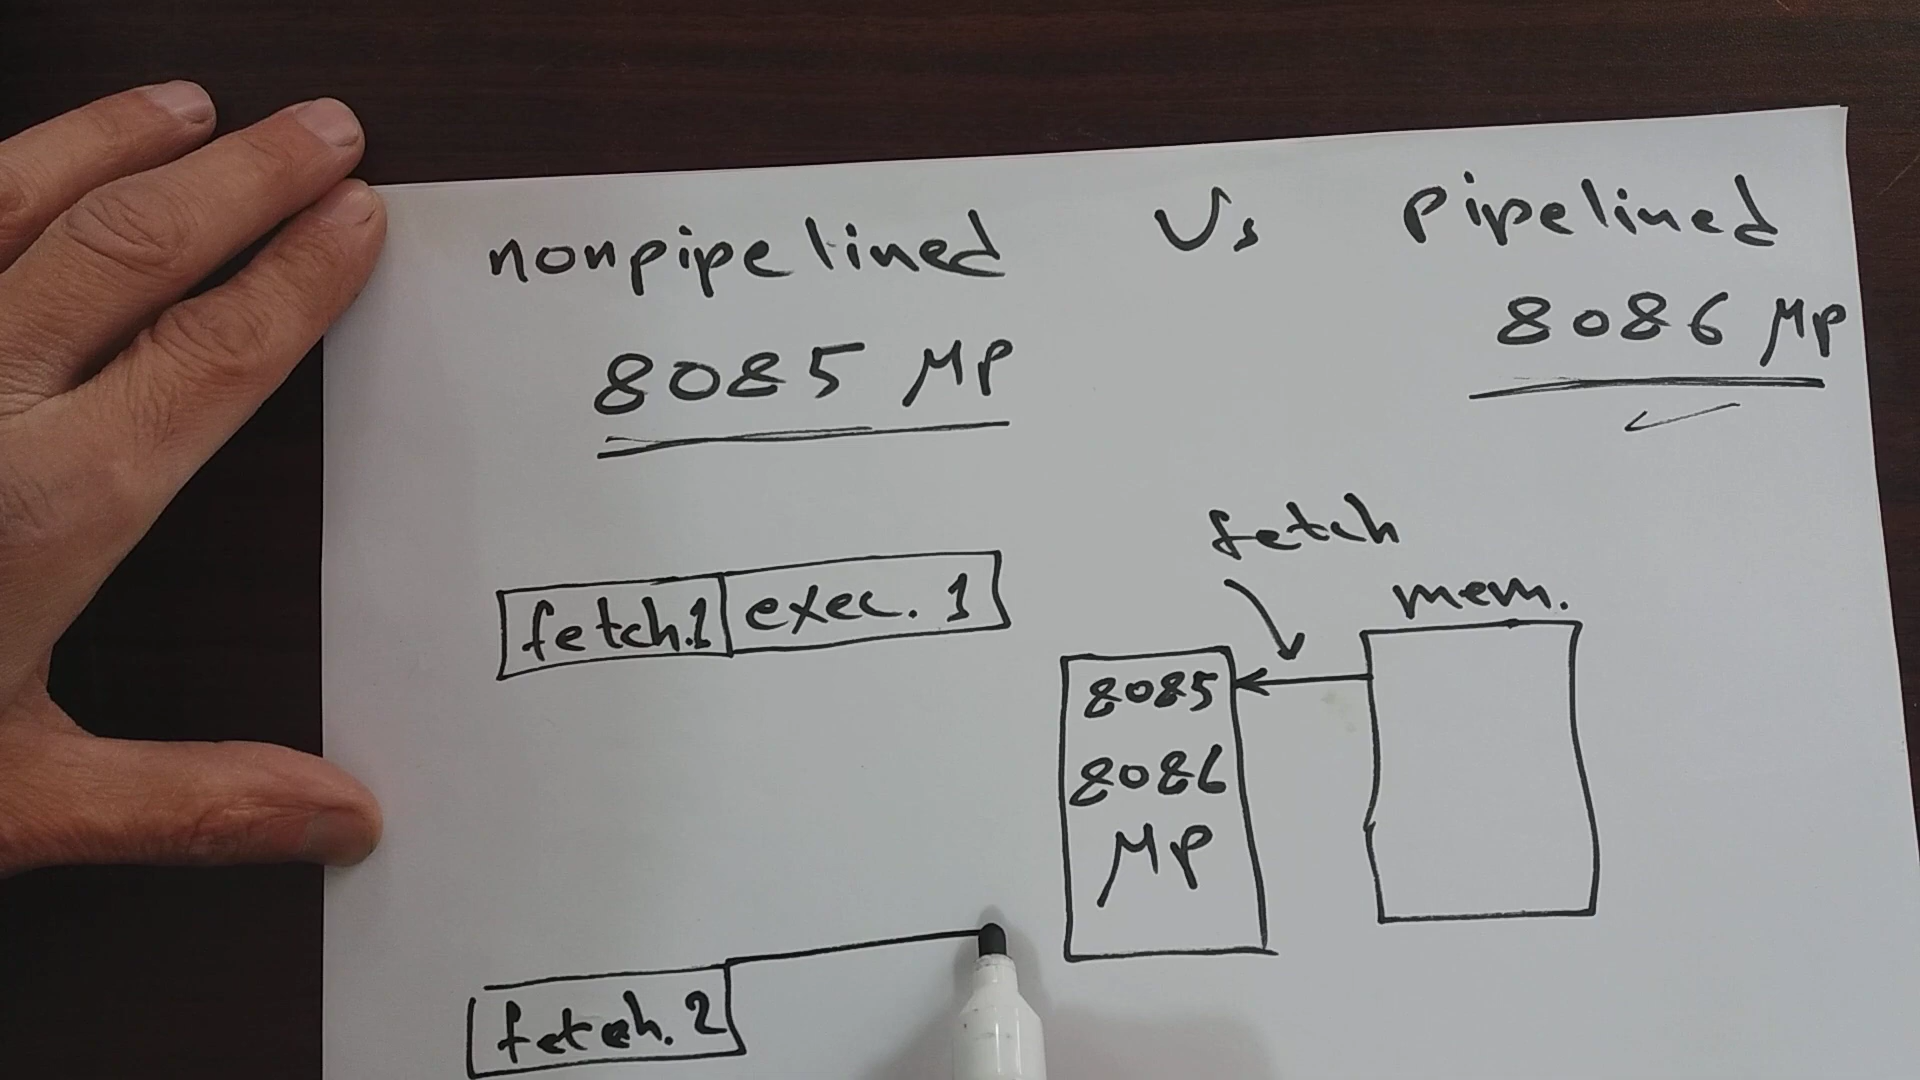 nonpipelined Vs Pipelined
8085 MP
8086 MP
fetch
mem.
fetch.1 exec. 1
8085
8086
MP
fetch. 2